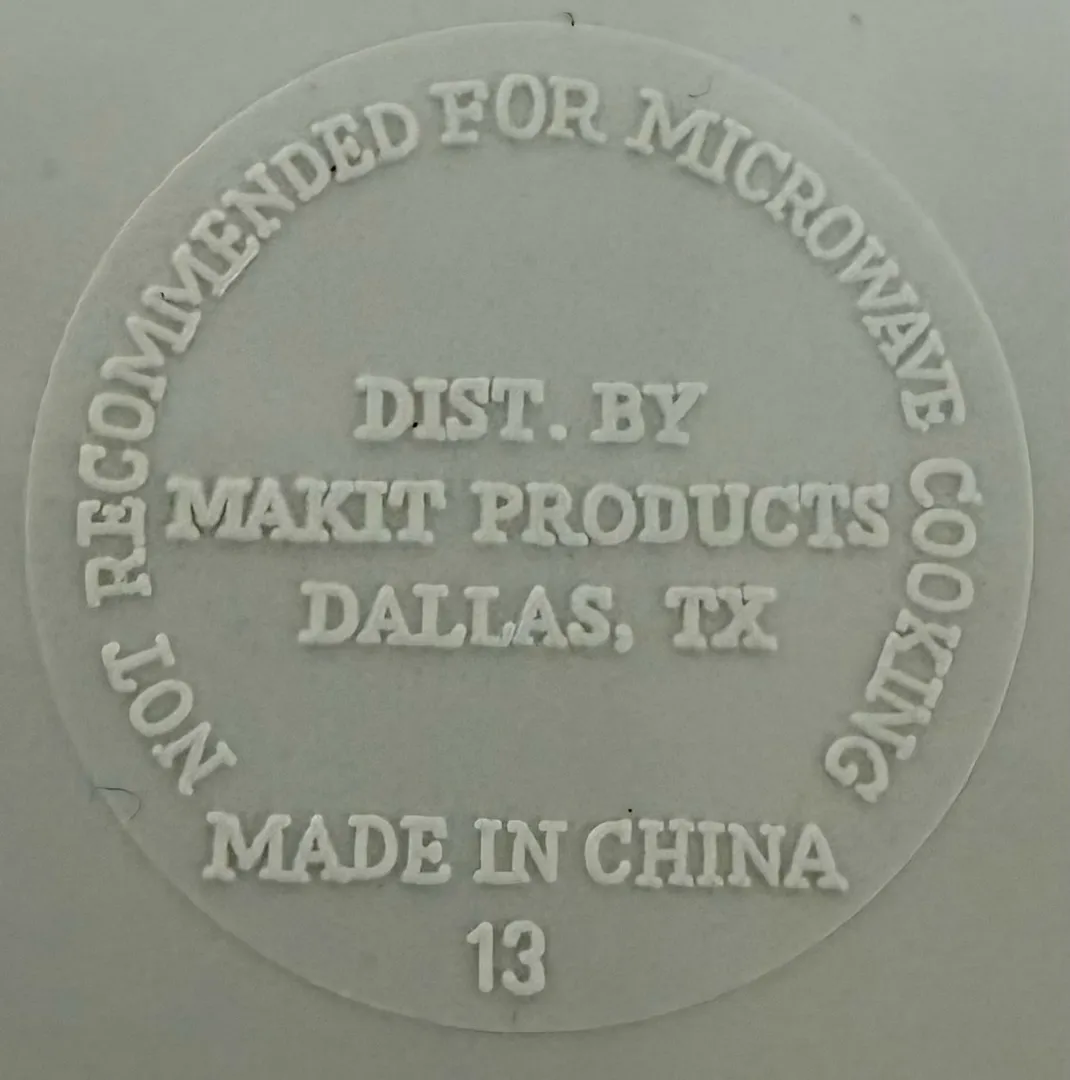 NOT RECOMMENDED FOR MICROWAVE COOKING
DIST. BY
MAKIT PRODUCTS
DALLAS, TX
MADE IN CHINA
13